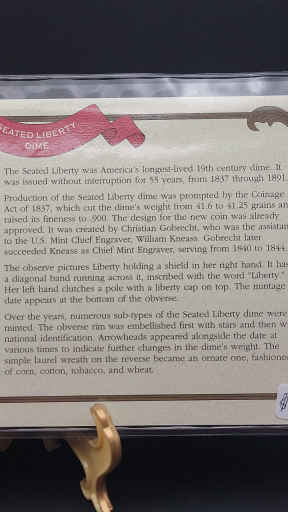 SEATED LIBERTY
DIME
The Seated Liberty was America's longest-lived 19th century dime. It
was issued without interruption for 55 years, from 1837 through 1891.
Production of the Seated Liberty dime was prompted by the Coinage
Act of 1837, which cut the dime's weight from 41.6 to 41.25 grains an
raised its fineness to .900. The design for the new coin was already
approved. It was created by Christian Gobrecht, who was the assistan
to the U.S. Mint Chief Engraver, William Kneass. Gobrecht later
succeeded Kneass as Chief Mint Engraver, serving from 1840 to 1844.
The observe pictures Liberty holding a shield in her right hand. It has
a diagonal band running across it, inscribed with the word "Liberty."
Her left hand clutches a pole with a liberty cap on top. The mintage
date appears at the bottom of the obverse.
Over the years, numerous sub-types of the Seated Liberty dime were
minted. The obverse rim was embellished first with stars and then w
national identification. Arrowheads appeared alongside the date at
various times to indicate further changes in the dime's weight. The
simple laurel wreath on the reverse became an ornate one, fashioned
of corn, cotton, tobacco, and wheat.